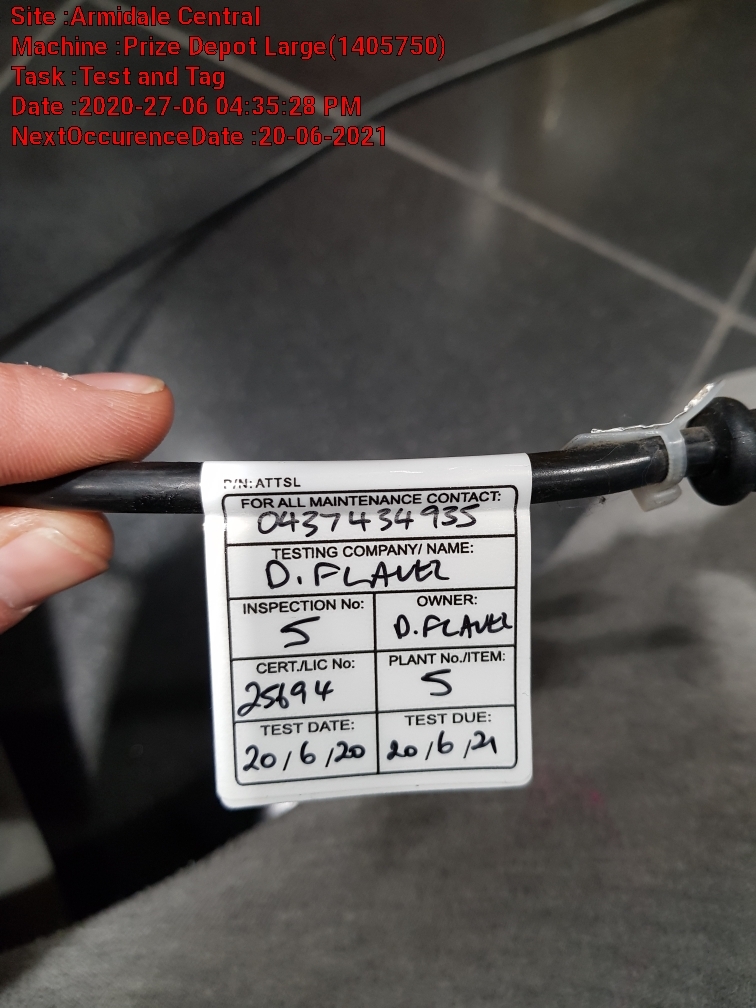 Site :Armidale Central
Machine :Prize Depot Large(1405750)
Task :Test and Tag
Date :2020-27-06 04:35:28 PM
NextOccurenceDate :20-06-2021
P/N: ATTSL
FOR ALL MAINTENANCE CONTACT:
0437434935
TESTING COMPANY/ NAME:
D. FLAVEL
INSPECTION No: OWNER:
5 D. FLAVEL
CERT./LIC No: PLANT No./ITEM:
25694 5
TEST DATE: TEST DUE:
20/6/20 20/6/21